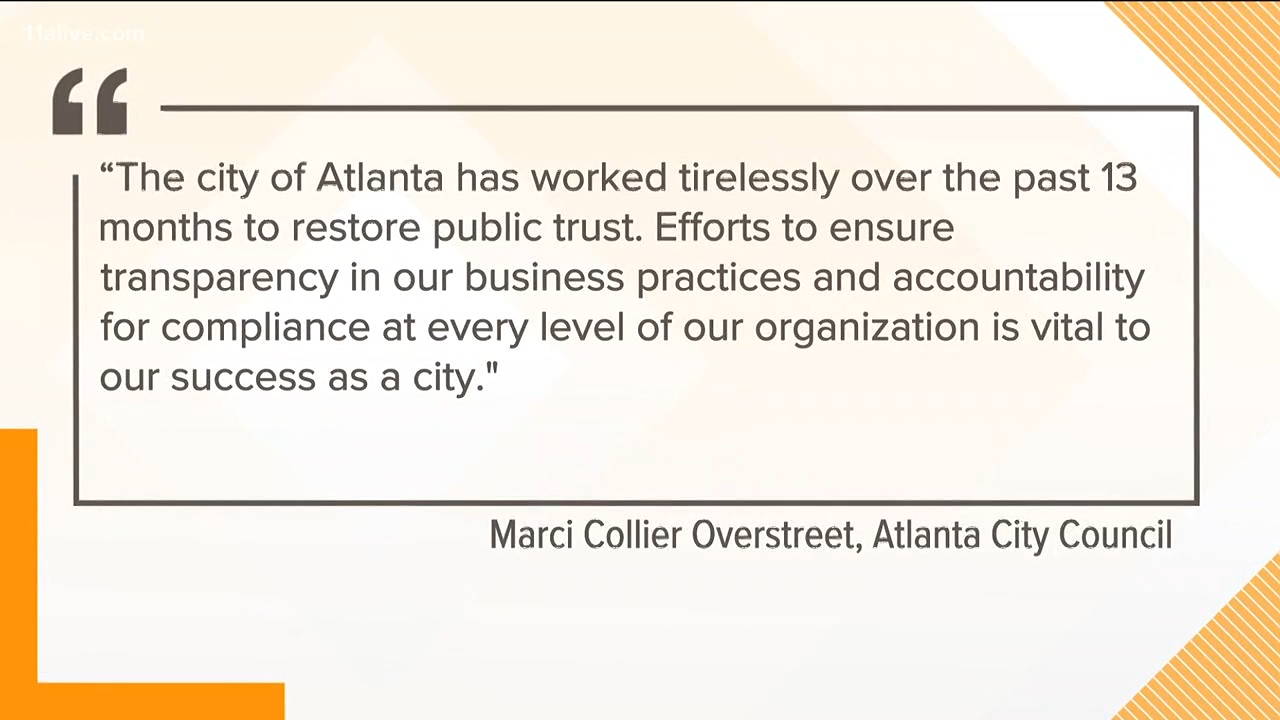 11alive.com
“The city of Atlanta has worked tirelessly over the past 13
months to restore public trust. Efforts to ensure
transparency in our business practices and accountability
for compliance at every level of our organization is vital to
our success as a city."
Marci Collier Overstreet, Atlanta City Council